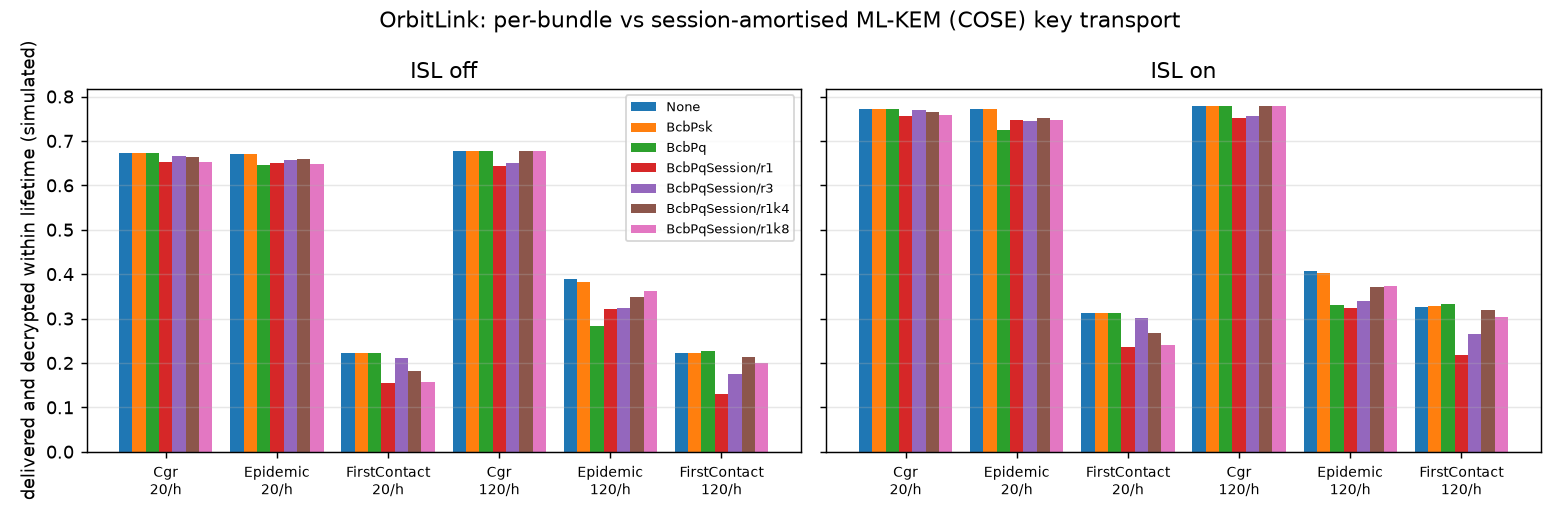 OrbitLink: per-bundle vs session-amortised ML-KEM (COSE) key transport
ISL off
ISL on
delivered and decrypted within lifetime (simulated)
0.8
0.7
0.6
0.5
0.4
0.3
0.2
0.1
0.0
None
BcbPsk
BcbPq
BcbPqSession/r1
BcbPqSession/r3
BcbPqSession/r1k4
BcbPqSession/r1k8
Cgr
20/h
Epidemic
20/h
FirstContact
20/h
Cgr
120/h
Epidemic
120/h
FirstContact
120/h
Cgr
20/h
Epidemic
20/h
FirstContact
20/h
Cgr
120/h
Epidemic
120/h
FirstContact
120/h